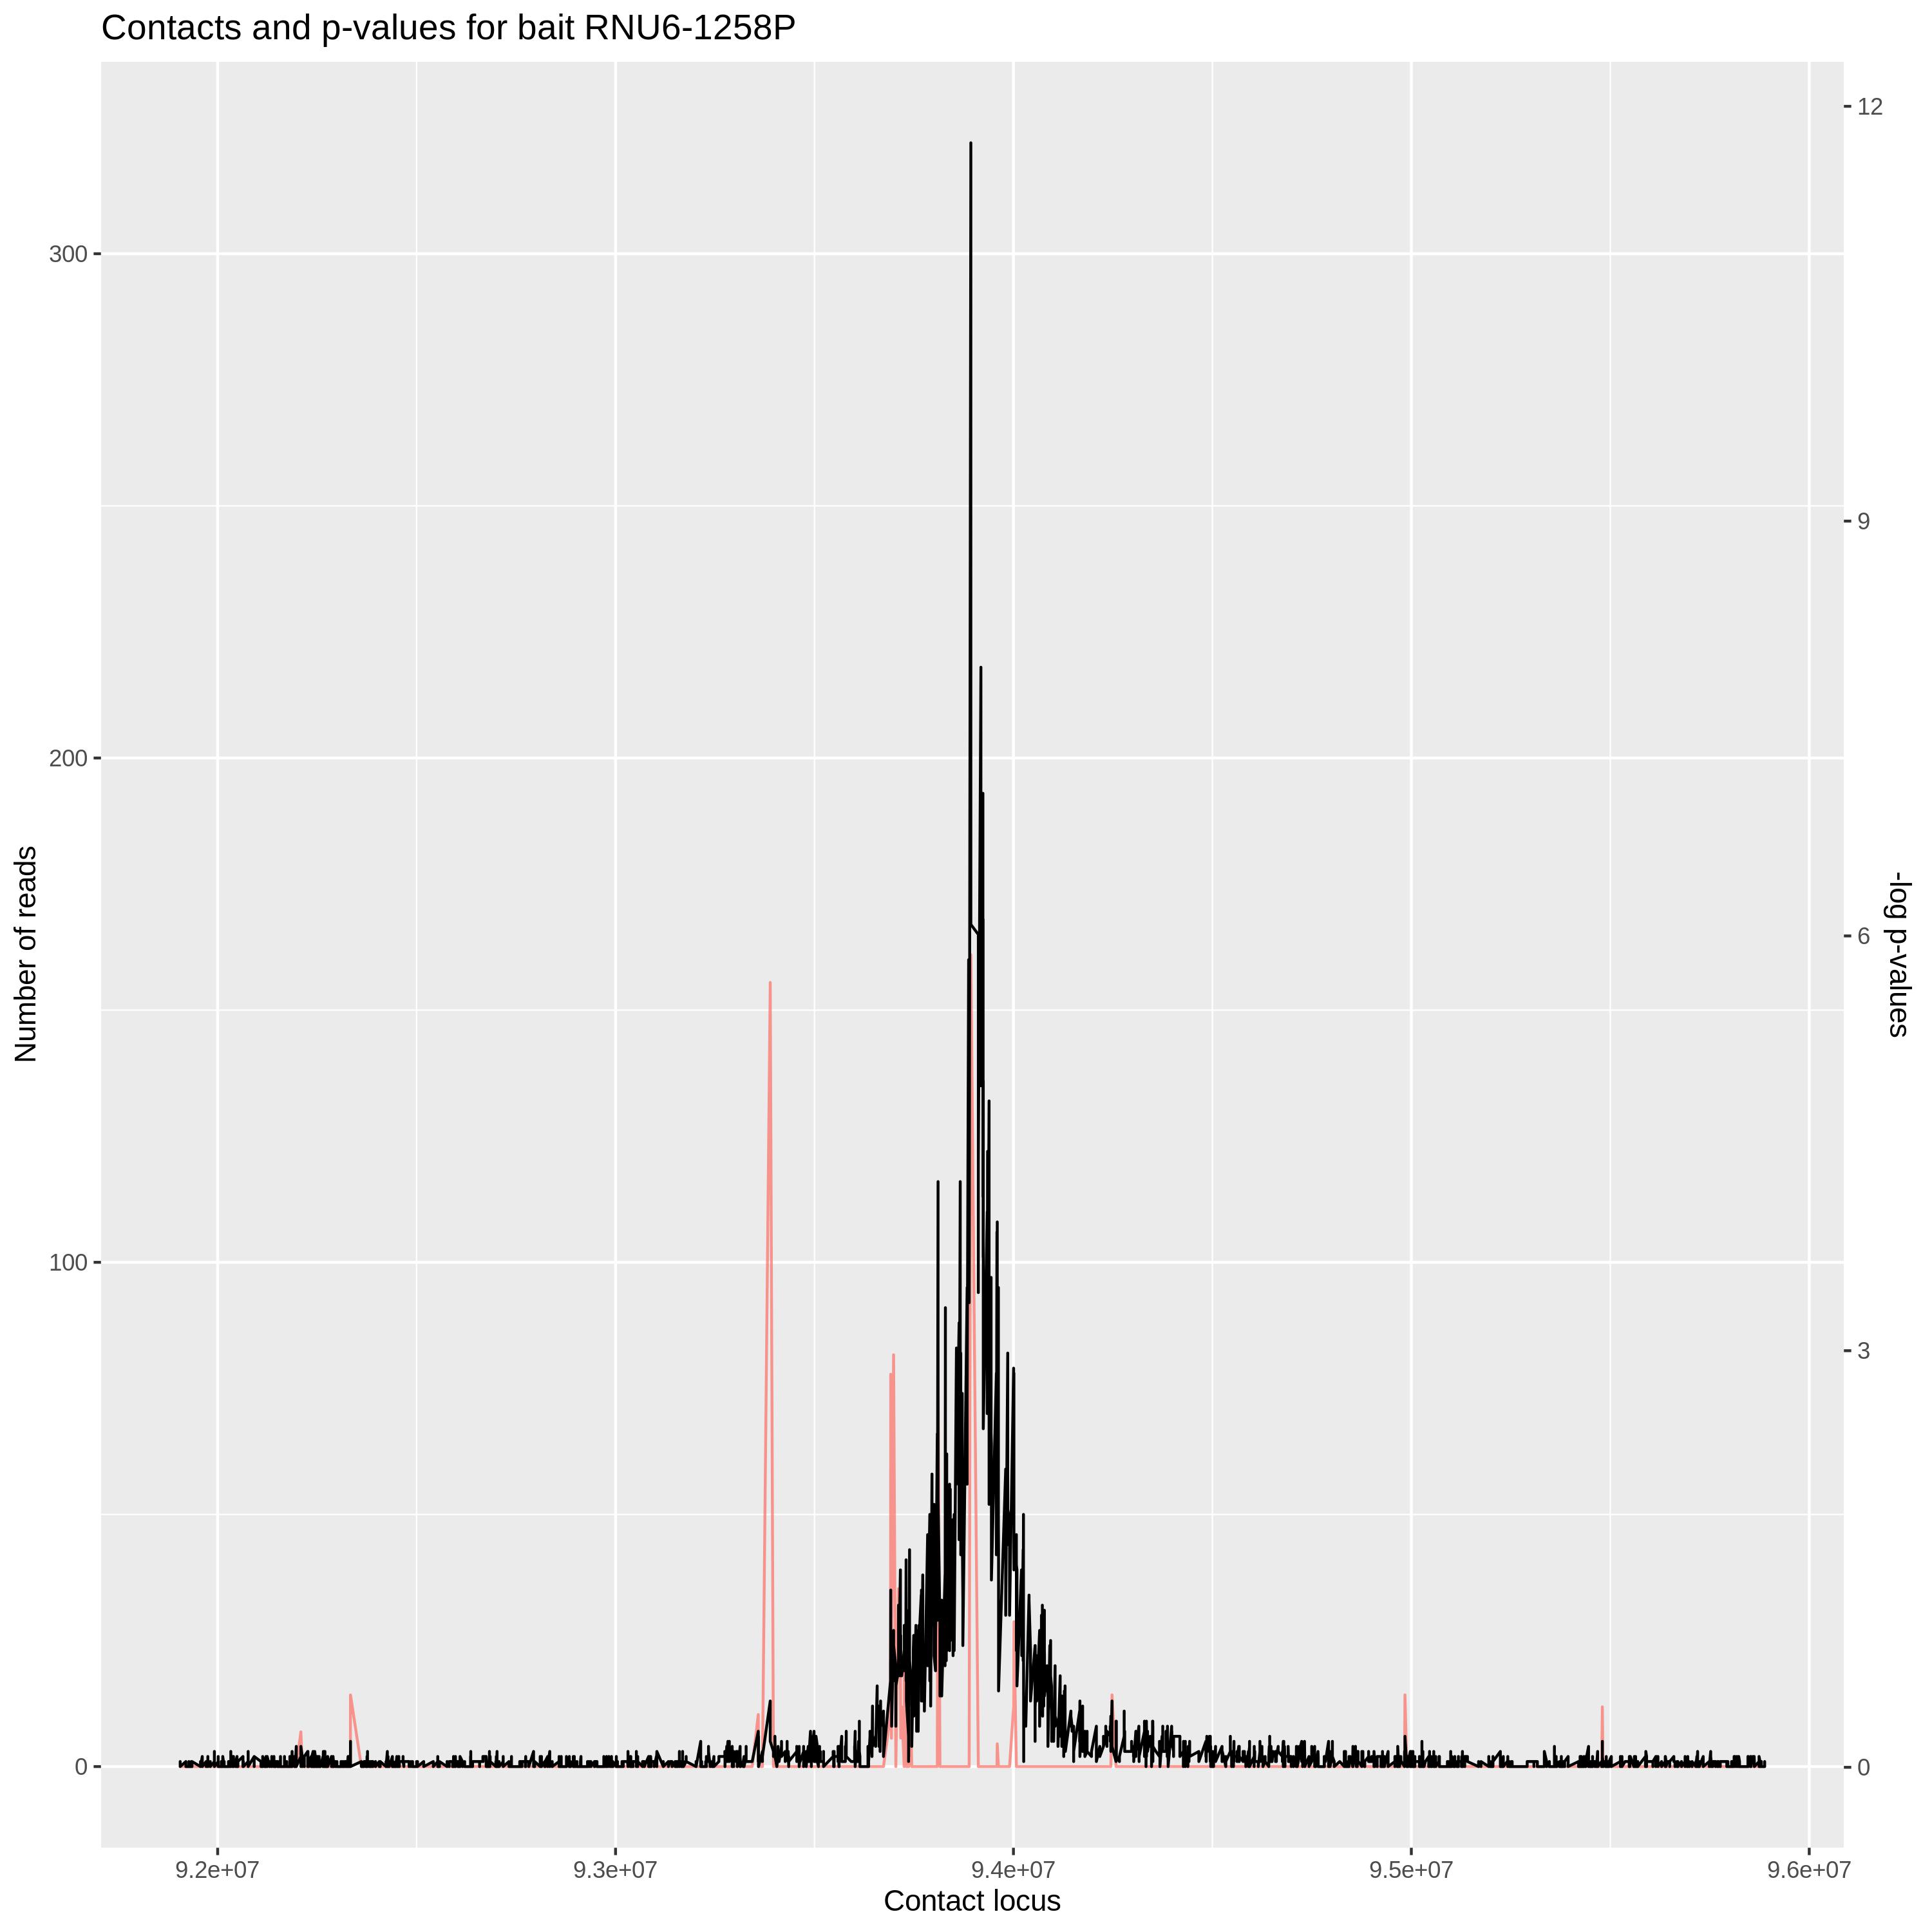 Contacts and p-values for bait RNU6-1258P
12
300
9
200
6
Number of reads
-log p-values
100
3
0
0
9.2e+07
9.3e+07
9.4e+07
9.5e+07
9.6e+07
Contact locus